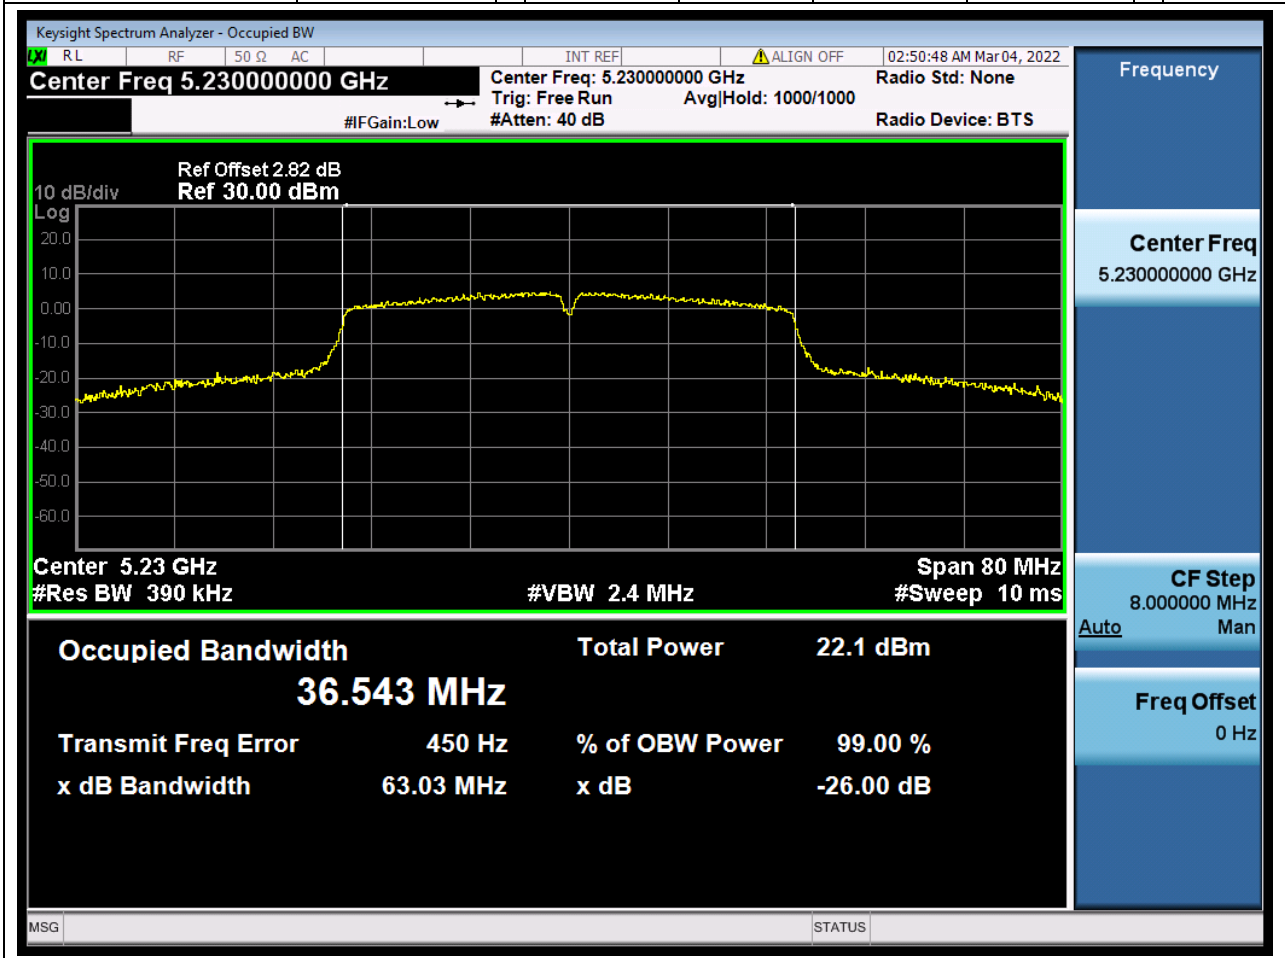 Keysight Spectrum Analyzer - Occupied BW
LXI RL RF 50 Ω AC INT REF ALIGN OFF 02:50:48 AM Mar 04, 2022
Center Freq 5.230000000 GHz
Center Freq: 5.230000000 GHz
Radio Std: None
Trig: Free Run Avg|Hold: 1000/1000
#IFGain:Low
#Atten: 40 dB
Radio Device: BTS
Ref Offset 2.82 dB
10 dB/div Ref 30.00 dBm
Log
20.0
10.0
0.00
-10.0
-20.0
-30.0
-40.0
-50.0
-60.0
Center 5.23 GHz Span 80 MHz
#Res BW 390 kHz #VBW 2.4 MHz #Sweep 10 ms
Occupied Bandwidth Total Power 22.1 dBm
36.543 MHz
Transmit Freq Error 450 Hz % of OBW Power 99.00 %
x dB Bandwidth 63.03 MHz x dB -26.00 dB
Frequency
Center Freq
5.230000000 GHz
CF Step
8.000000 MHz
Auto Man
Freq Offset
0 Hz
MSG STATUS